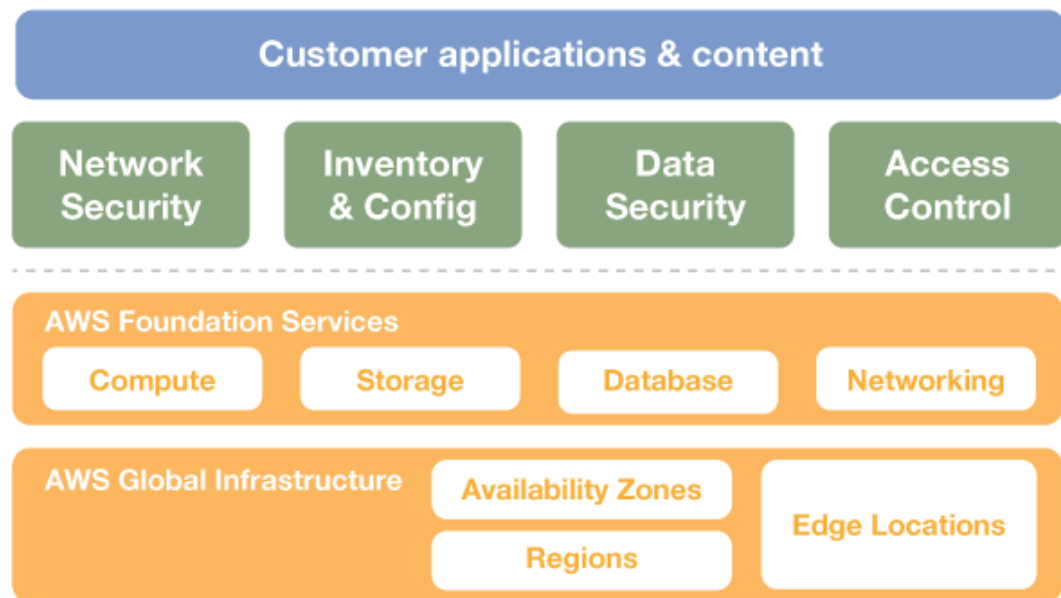 Customer applications & content
Network
Security
Inventory
& Config
Data
Security
Access
Control
AWS Foundation Services
Compute
Storage
Database
Networking
AWS Global Infrastructure
Availability Zones
Regions
Edge Locations